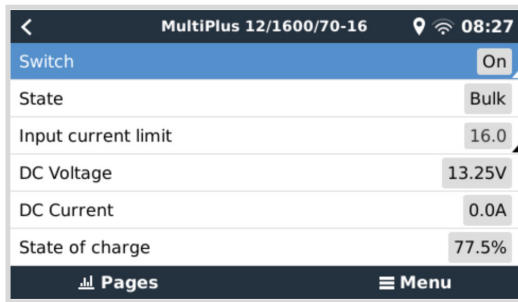 MultiPlus 12/1600/70-16 08:27
Switch On
State Bulk
Input current limit 16.0
DC Voltage 13.25V
DC Current 0.0A
State of charge 77.5%
Pages Menu